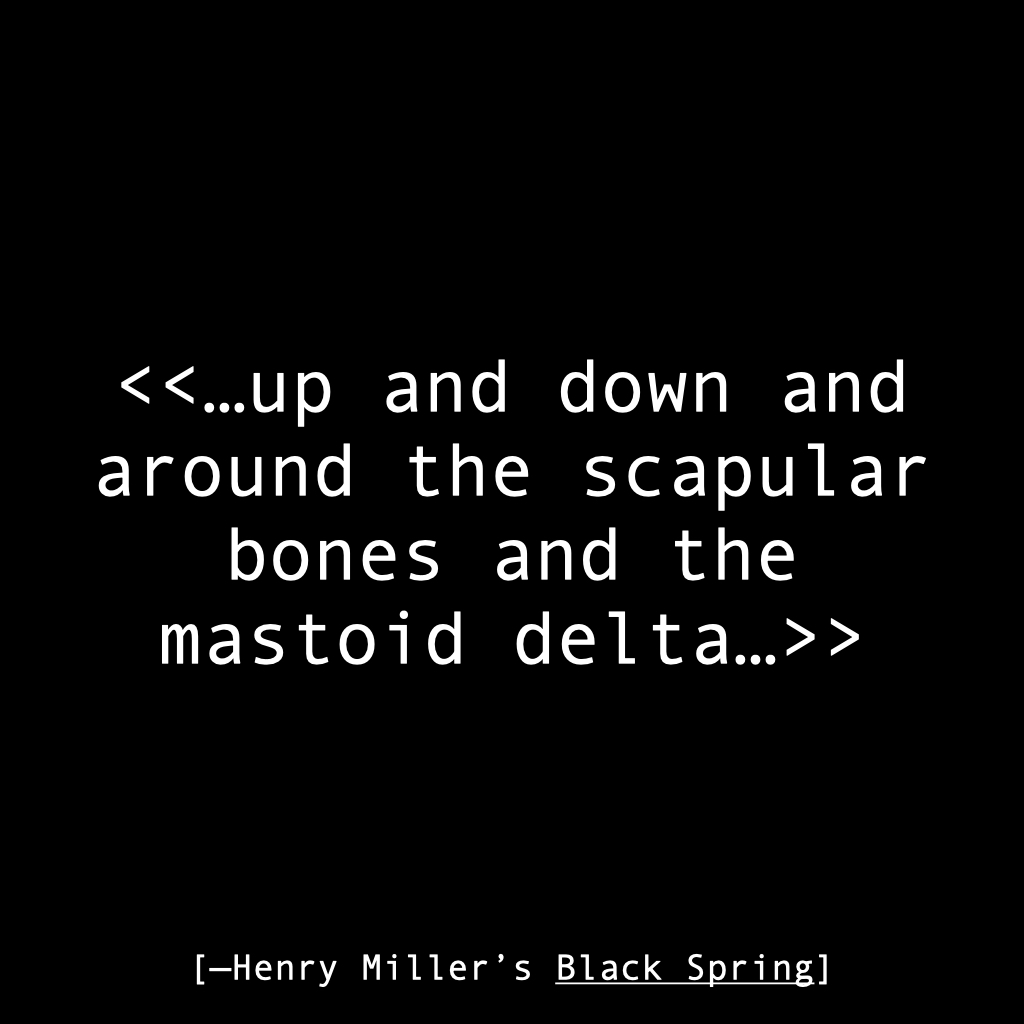 <<…up and down and
around the scapular
bones and the
mastoid delta…>>
[—Henry Miller’s Black Spring]